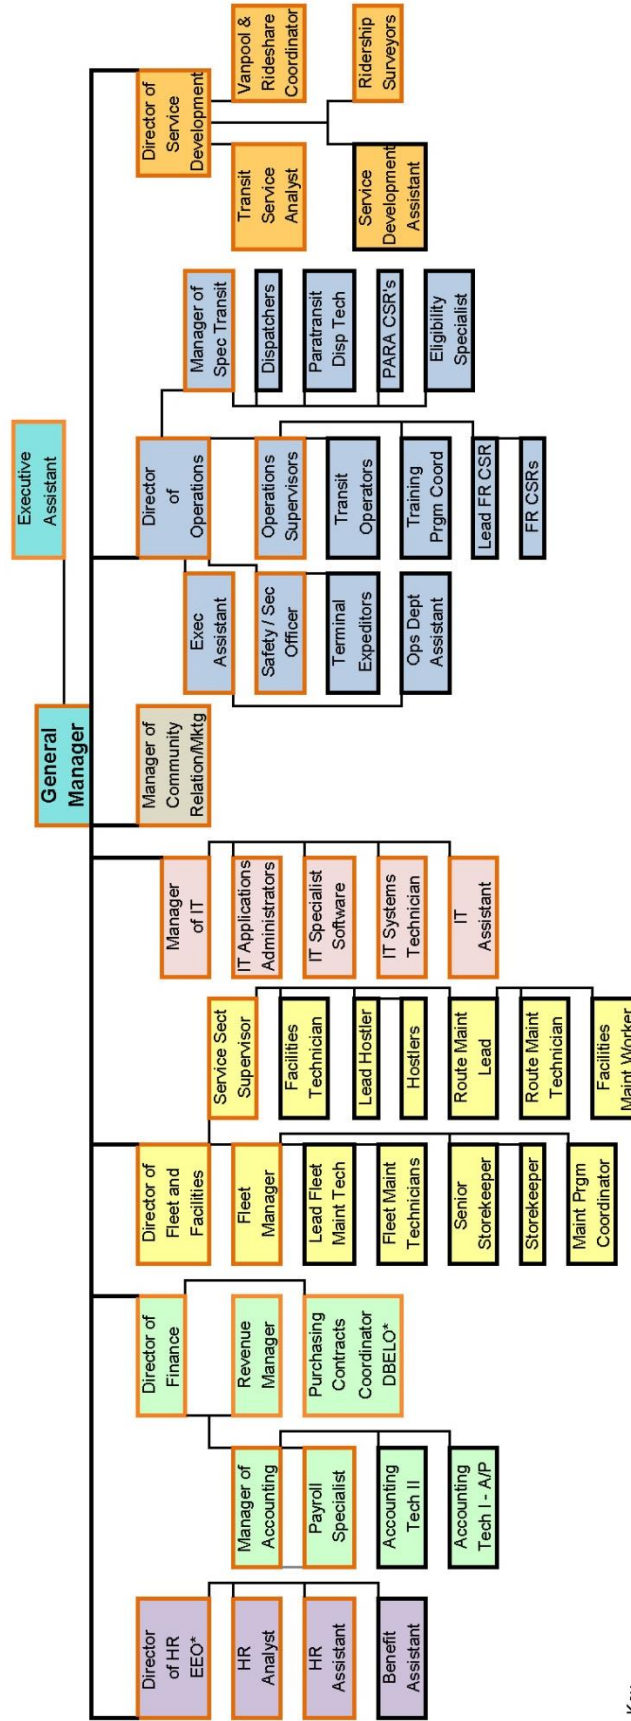 Executive
Assistant
General
Manager
Director
of HR
EEO*
HR
Analyst
HR
Assistant
Benefit
Assistant
Director of
Finance
Manager of
Accounting
Payroll
Specialist
Accounting
Tech II
Accounting
Tech I - A/P
Revenue
Manager
Purchasing
Contracts
Coordinator
DBELO*
Director of
Fleet and
Facilities
Fleet
Manager
Lead Fleet
Maint Tech
Fleet Maint
Technicians
Senior
Storekeeper
Storekeeper
Maint Prgm
Coordinator
Service Sect
Supervisor
Facilities
Technician
Lead Hostler
Hostlers
Route Maint
Lead
Route Maint
Technician
Facilities
Maint Worker
Manager
of IT
IT Applications
Administrators
IT Specialist
Software
IT Systems
Technician
IT
Assistant
Manager of
Community
Relation/Mktg
Director
of
Operations
Exec
Assistant
Safety / Sec
Officer
Terminal
Expeditors
Ops Dept
Assistant
Operations
Supervisors
Transit
Operators
Training
Prgm Coord
Lead FR CSR
FR CSRs
Manager of
Spec Transit
Dispatchers
Paratransit
Disp Tech
PARA CSR's
Eligibility
Specialist
Director of
Service
Development
Transit
Service
Analyst
Vanpool &
Rideshare
Coordinator
Service
Development
Assistant
Ridership
Surveyors
Key